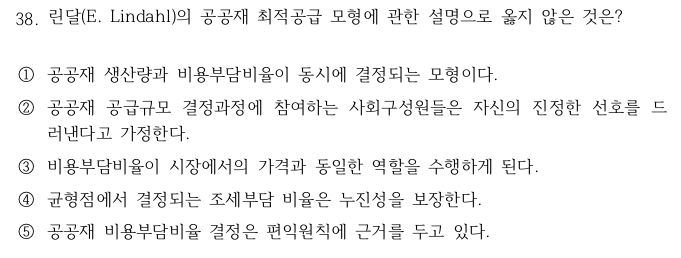 38. 린달(E. Lindahl)의 공공재 최적공급 모형에 관한 설명으로 옳지 않은 것은?
① 공공재 생산량과 비용부담비율이 동시에 결정되는 모형이다.
② 공공재 공급규모 결정과정에 참여하는 사회구성원들은 자신의 진정한 선호를 드
러낸다고 가정한다.
③ 비용부담비율이 시장에서의 가격과 동일한 역할을 수행하게 된다.
④ 균형점에서 결정되는 조세부담 비율은 누진성을 보장한다.
⑤ 공공재 비용부담비율 결정은 편익원칙에 근거를 두고 있다.